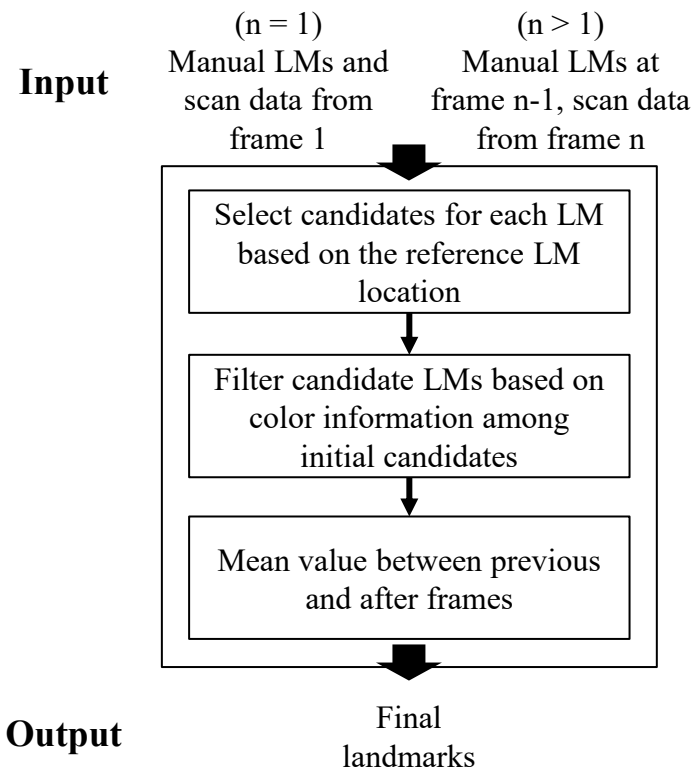 Input
(n = 1)
Manual LMs and
scan data from
frame 1
(n > 1)
Manual LMs at
frame n-1, scan data
from frame n
Select candidates for each LM
based on the reference LM
location
Filter candidate LMs based on
color information among
initial candidates
Mean value between previous
and after frames
Output
Final
landmarks